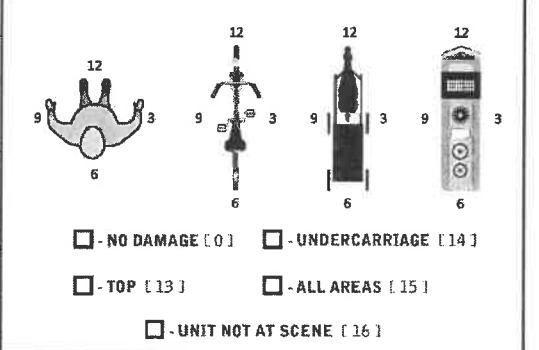 12 12 12 12
9 3 9 3 9 3 9 3
6 6 6 6
- NO DAMAGE [ 0 ] - UNDERCARRIAGE [ 14 ]
- TOP [ 13 ] - ALL AREAS [ 15 ]
- UNIT NOT AT SCENE [ 16 ]